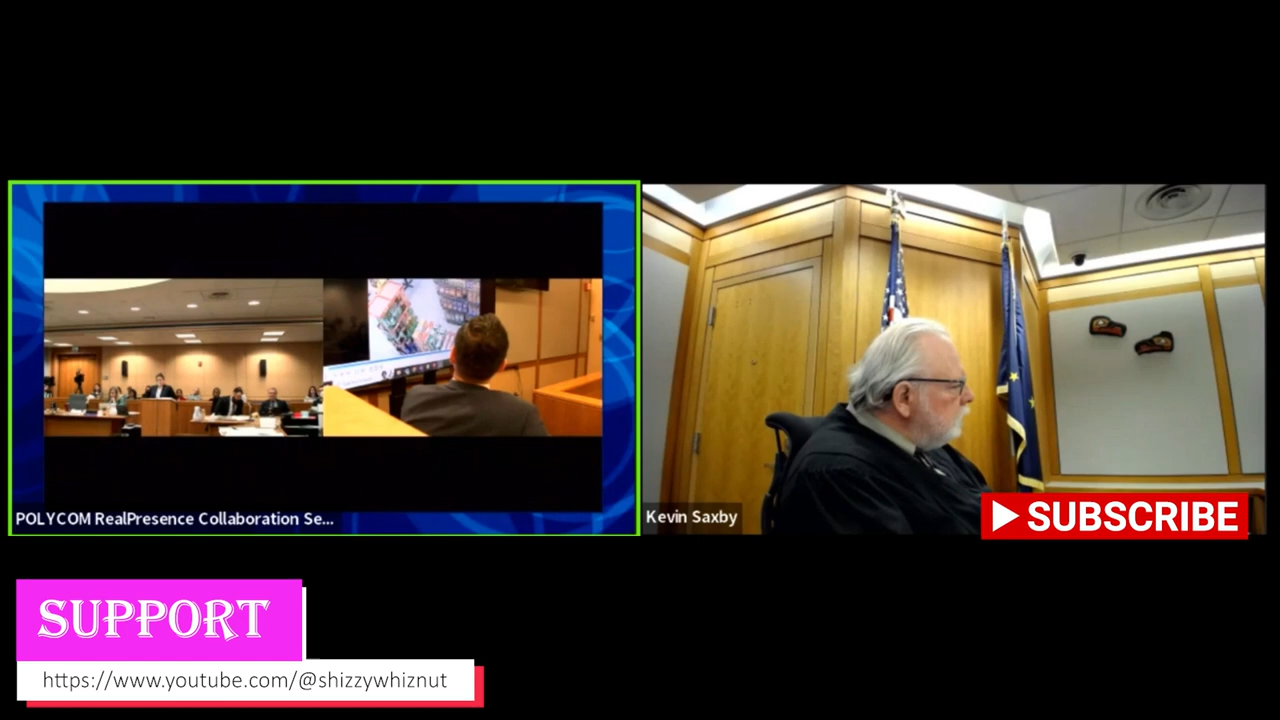 POLYCOM RealPresence Collaboration Se...
Kevin Saxby
SUBSCRIBE
SUPPORT
https://www.youtube.com/@shizzywhiznut